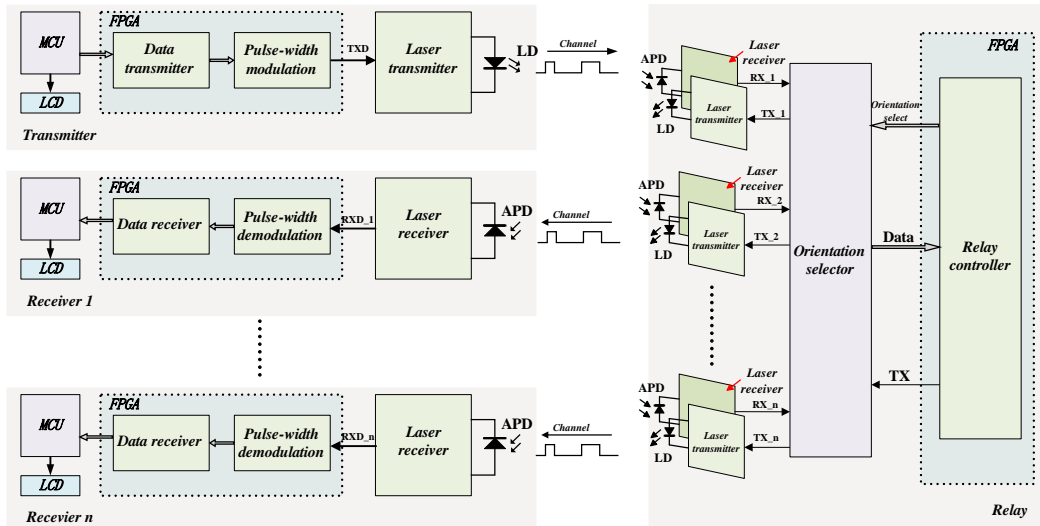 FPGA
MCU
LCD
Data
transmitter
Pulse-width
modulation
TXD
Laser
transmitter
LD
Channel
Transmitter
FPGA
MCU
LCD
Data receiver
Pulse-width
demodulation
RXD_1
Laser
receiver
APD
Channel
Receiver 1
FPGA
MCU
LCD
Data receiver
Pulse-width
demodulation
RXD_n
Laser
receiver
APD
Channel
Recevier n
Laser
receiver
APD
RX_1
Laser
transmitter
TX_1
LD
Laser
receiver
APD
RX_2
Laser
transmitter
TX_2
LD
Laser
receiver
APD
RX_n
Laser
transmitter
TX_n
LD
Orientation
selector
Orientation
select
Data
TX
FPGA
Relay
controller
Relay